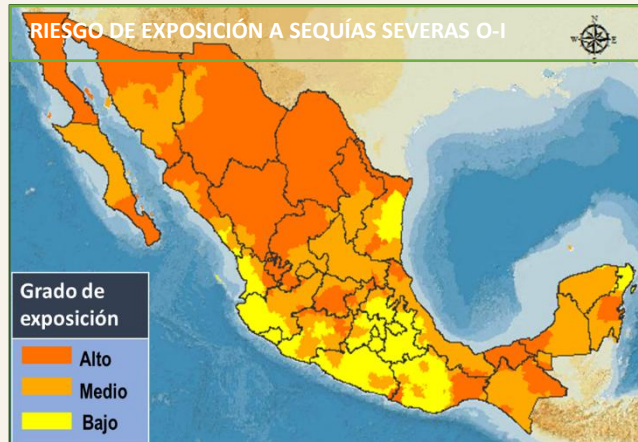 RIESGO DE EXPOSICIÓN A SEQUÍAS SEVERAS O-I
N
Grado de
exposición
Alto
Medio
Bajo